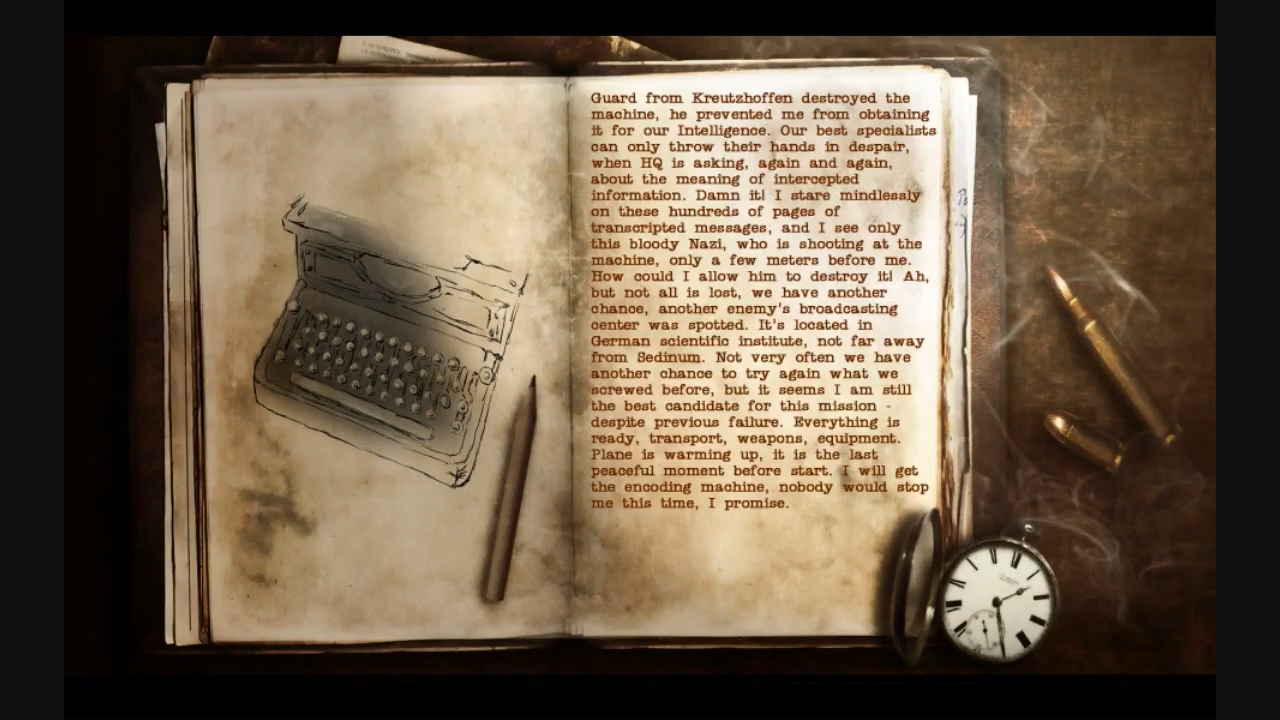 Guard from Kreutzhoffen destroyed the
machine, he prevented me from obtaining
it for our Intelligence. Our best specialists
can only throw their hands in despair,
when HQ is asking, again and again,
about the meaning of intercepted
information. Damn it! I stare mindlessly
on these hundreds of pages of
transcripted messages, and I see only
this bloody Nazi, who is shooting at the
machine, only a few meters before me.
How could I allow him to destroy it! Ah,
but not all is lost, we have another
chance, another enemy's broadcasting
center was spotted. It's located in
German scientific institute, not far away
from Sedinum. Not very often we have
another chance to try again what we
screwed before, but it seems I am still
the best candidate for this mission -
despite previous failure. Everything is
ready, transport, weapons, equipment.
Plane is warming up, it is the last
peaceful moment before start. I will get
the encoding machine, nobody would stop
me this time, I promise.